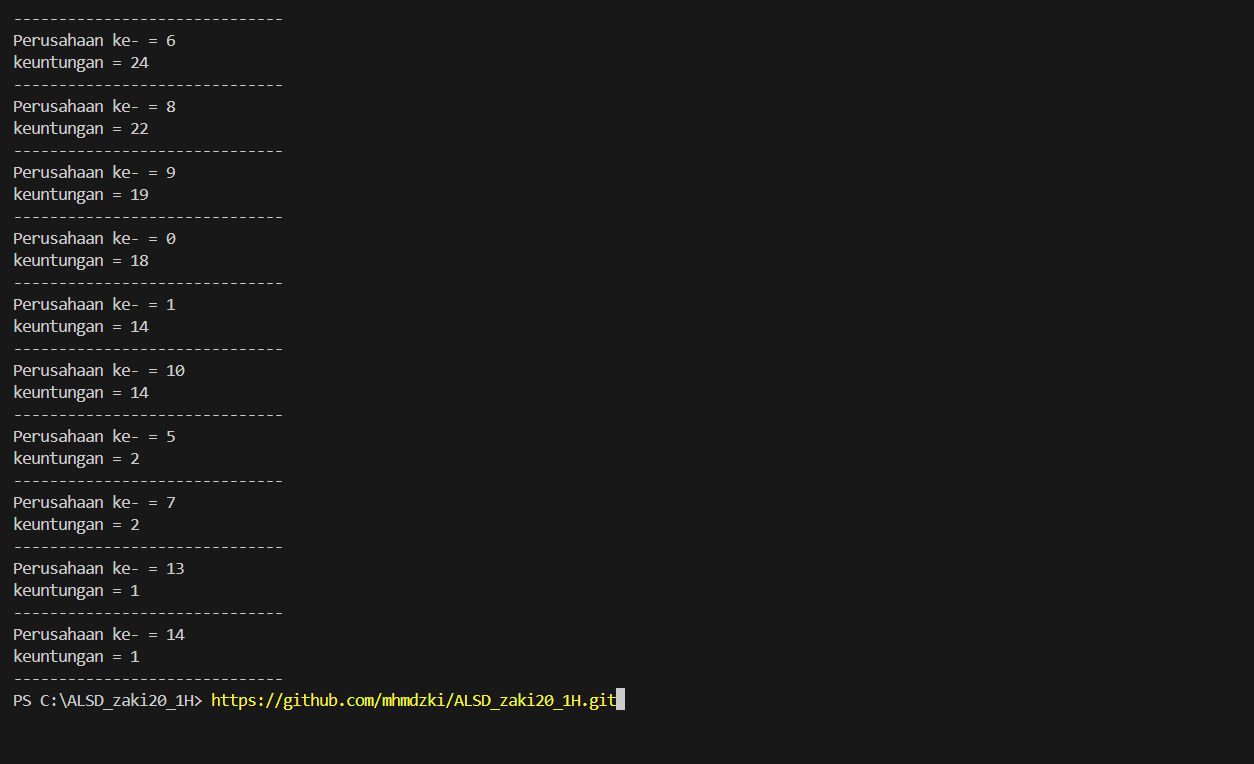 ------------------------------
Perusahaan ke- = 6
keuntungan = 24
------------------------------
Perusahaan ke- = 8
keuntungan = 22
------------------------------
Perusahaan ke- = 9
keuntungan = 19
------------------------------
Perusahaan ke- = 0
keuntungan = 18
------------------------------
Perusahaan ke- = 1
keuntungan = 14
------------------------------
Perusahaan ke- = 10
keuntungan = 14
------------------------------
Perusahaan ke- = 5
keuntungan = 2
------------------------------
Perusahaan ke- = 7
keuntungan = 2
------------------------------
Perusahaan ke- = 13
keuntungan = 1
------------------------------
Perusahaan ke- = 14
keuntungan = 1
------------------------------
PS C:\ALSD_zaki20_1H> https://github.com/mhmdzki/ALSD_zaki20_1H.git